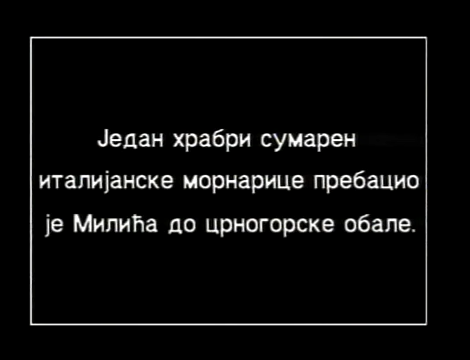 Један храбри сумарен
италијанске морнарице пребацио
је Милића до црногорске обале.